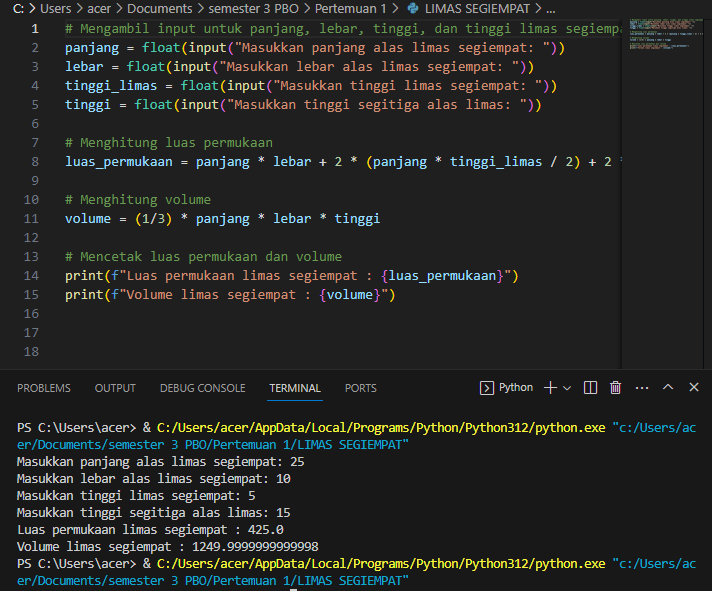 C: > Users > acer > Documents > semester 3 PBO > Pertemuan 1 > LIMAS SEGIEMPAT > ...
1 # Mengambil input untuk panjang, lebar, tinggi, dan tinggi limas segiemp
2 panjang = float(input("Masukkan panjang alas limas segiempat: "))
3 lebar = float(input("Masukkan lebar alas limas segiempat: "))
4 tinggi_limas = float(input("Masukkan tinggi limas segiempat: "))
5 tinggi = float(input("Masukkan tinggi segitiga alas limas: "))
6
7 # Menghitung luas permukaan
8 luas_permukaan = panjang * lebar + 2 * (panjang * tinggi_limas / 2) + 2 *
9
10 # Menghitung volume
11 volume = (1/3) * panjang * lebar * tinggi
12
13 # Mencetak luas permukaan dan volume
14 print(f"Luas permukaan limas segiempat : {luas_permukaan}")
15 print(f"Volume limas segiempat : {volume}")
16
17
18
PROBLEMS OUTPUT DEBUG CONSOLE TERMINAL PORTS Python
PS C:\Users\acer> & C:/Users/acer/AppData/Local/Programs/Python/Python312/python.exe "c:/Users/ac
er/Documents/semester 3 PBO/Pertemuan 1/LIMAS SEGIEMPAT"
Masukkan panjang alas limas segiempat: 25
Masukkan lebar alas limas segiempat: 10
Masukkan tinggi limas segiempat: 5
Masukkan tinggi segitiga alas limas: 15
Luas permukaan limas segiempat : 425.0
Volume limas segiempat : 1249.9999999999998
PS C:\Users\acer> & C:/Users/acer/AppData/Local/Programs/Python/Python312/python.exe "c:/Users/ac
er/Documents/semester 3 PBO/Pertemuan 1/LIMAS SEGIEMPAT"